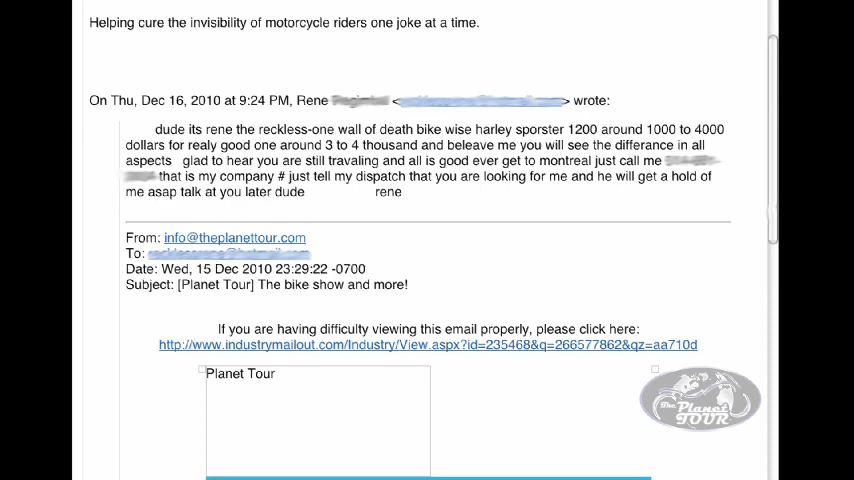 Helping cure the invisibility of motorcycle riders one joke at a time.
On Thu, Dec 16, 2010 at 9:24 PM, Rene < > wrote:
dude its rene the reckless-one wall of death bike wise harley sporster 1200 around 1000 to 4000
dollars for realy good one around 3 to 4 thousand and beleave me you will see the difference in all
aspects glad to hear you are still travaling and all is good ever get to montreal just call me
that is my company # just tell my dispatch that you are looking for me and he will get a hold of
me asap talk at you later dude rene
From: info@theplanettour.com
To:
Date: Wed, 15 Dec 2010 23:29:22 -0700
Subject: [Planet Tour] The bike show and more!
If you are having difficulty viewing this email properly, please click here:
http://www.industrymailout.com/Industry/View.aspx?id=235468&q=266577862&qz=aa710d
Planet Tour
The Planet
TOUR